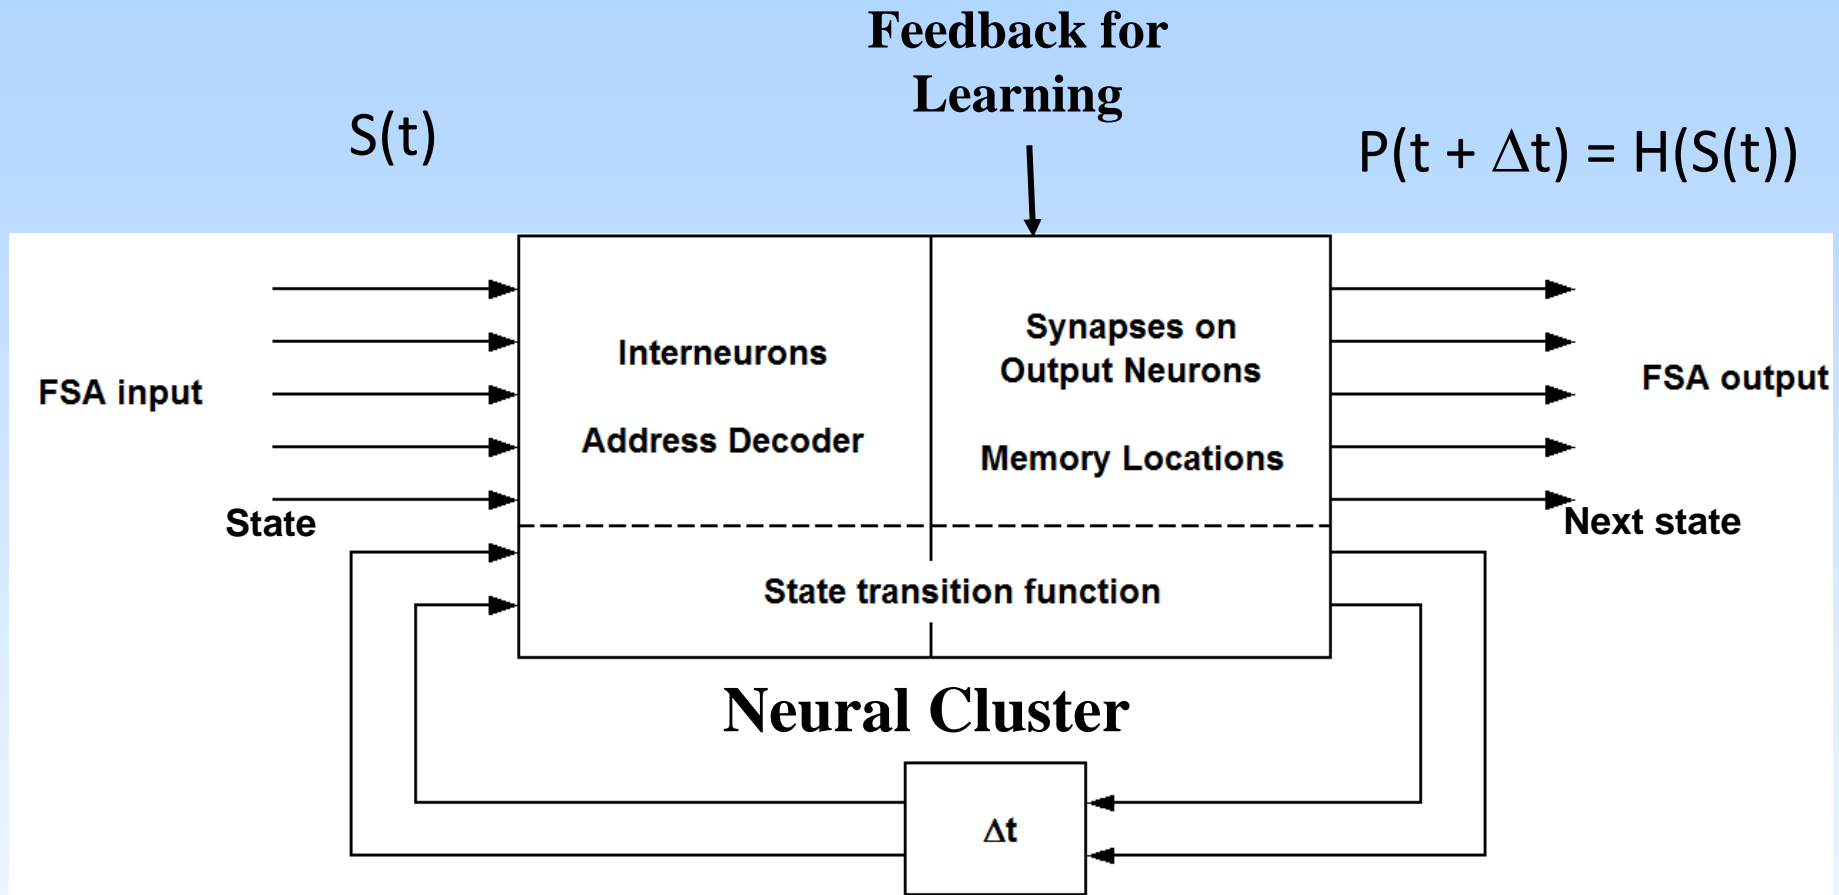 Feedback for
Learning
S(t)
P(t + Δt) = H(S(t))
FSA input
Interneurons
Address Decoder
Synapses on
Output Neurons
Memory Locations
FSA output
State
Next state
State transition function
Neural Cluster
Δt